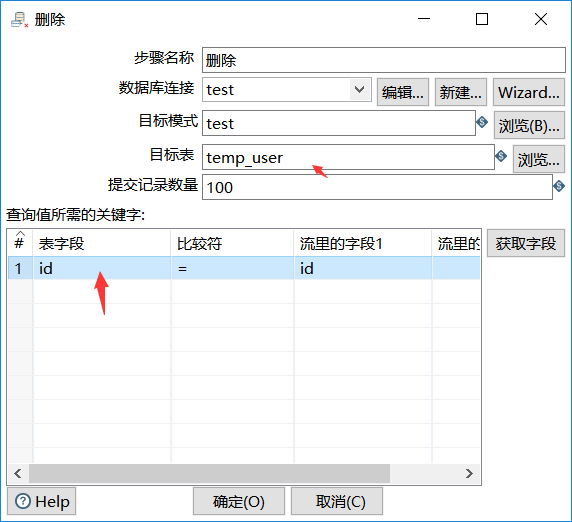 删除
步骤名称 删除
数据库连接 test 编辑... 新建... Wizard...
目标模式 test 浏览(B)...
目标表 temp_user 浏览...
提交记录数量 100
查询值所需的关键字:
# 表字段 比较符 流里的字段1 流里的 获取字段
1 id = id
Help 确定(O) 取消(C)